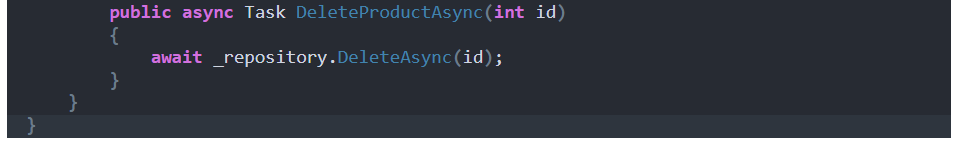 public async Task DeleteProductAsync(int id)
{
await _repository.DeleteAsync(id);
}
}
}